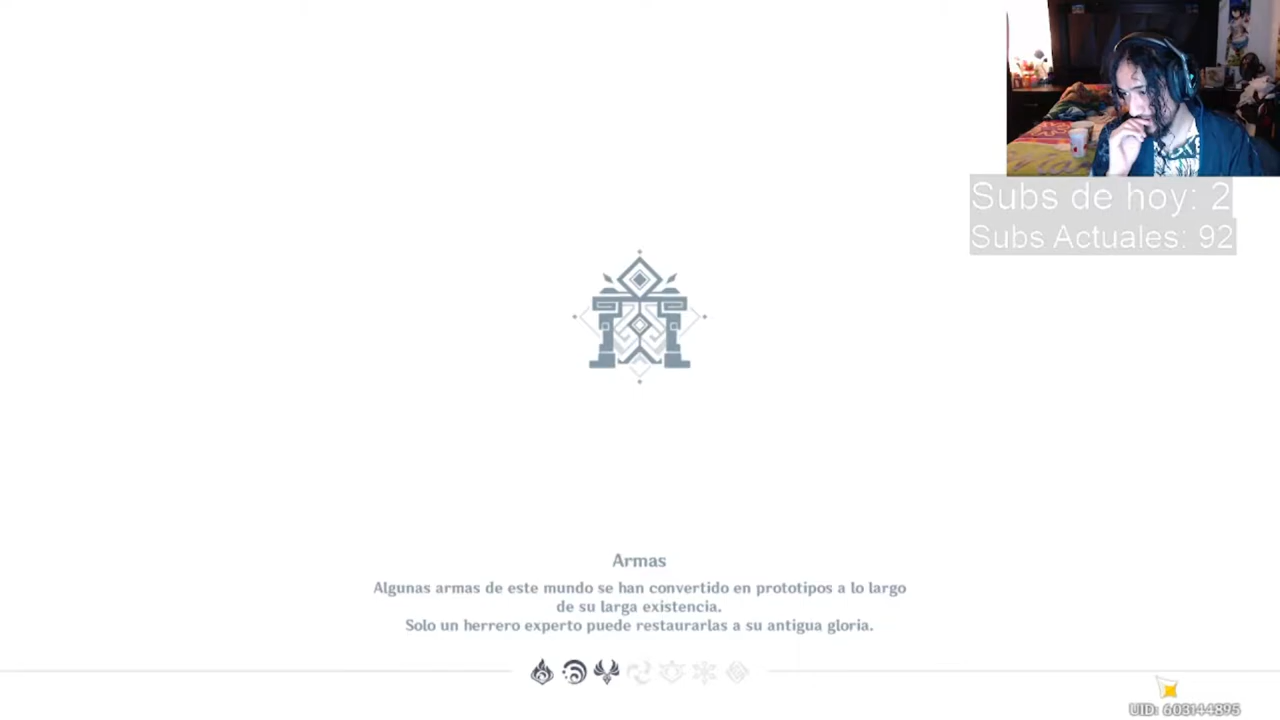 Subs de hoy: 2
Subs Actuales: 92
Armas
Algunas armas de este mundo se han convertido en prototipos a lo largo
de su larga existencia.
Solo un herrero experto puede restaurarlas a su antigua gloria.
UID: 603144895